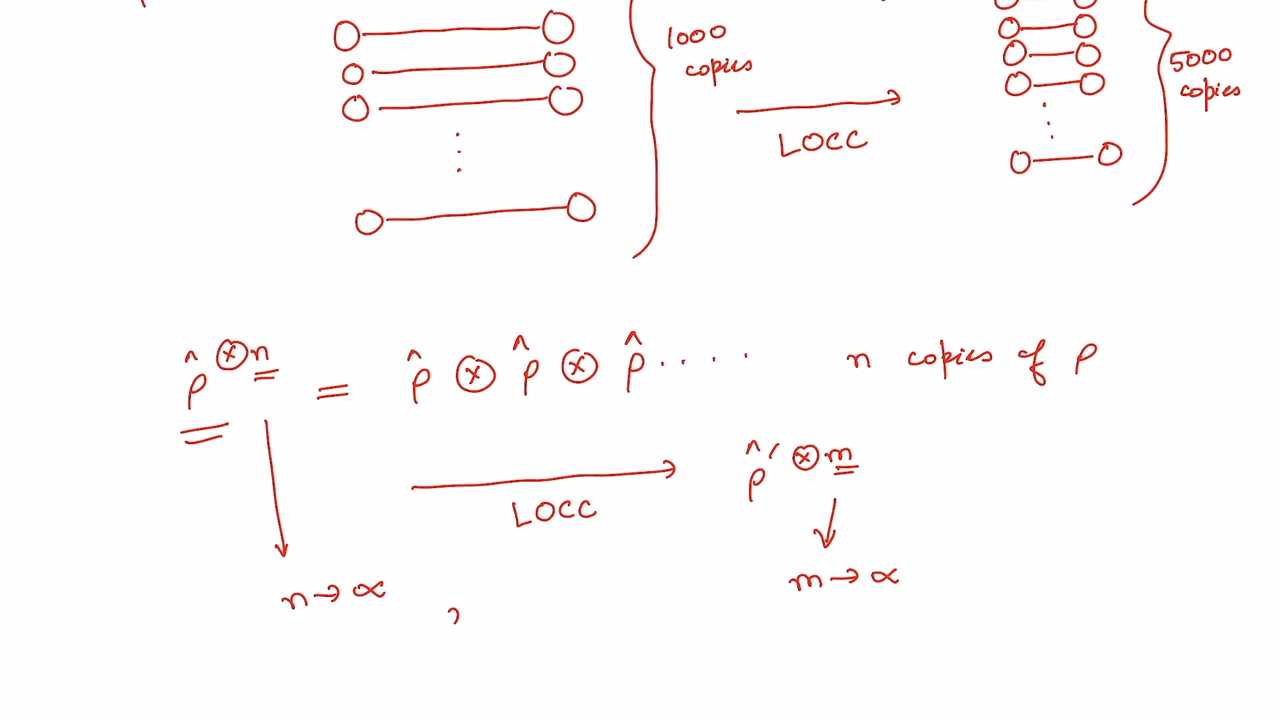 1000
copies
5000
copies
LOCC
ρ̂^⊗n = ρ̂ ⊗ ρ̂ ⊗ ρ̂ .... n copies of ρ
LOCC
ρ̂'^⊗m
n → ∝ ,
m → ∝